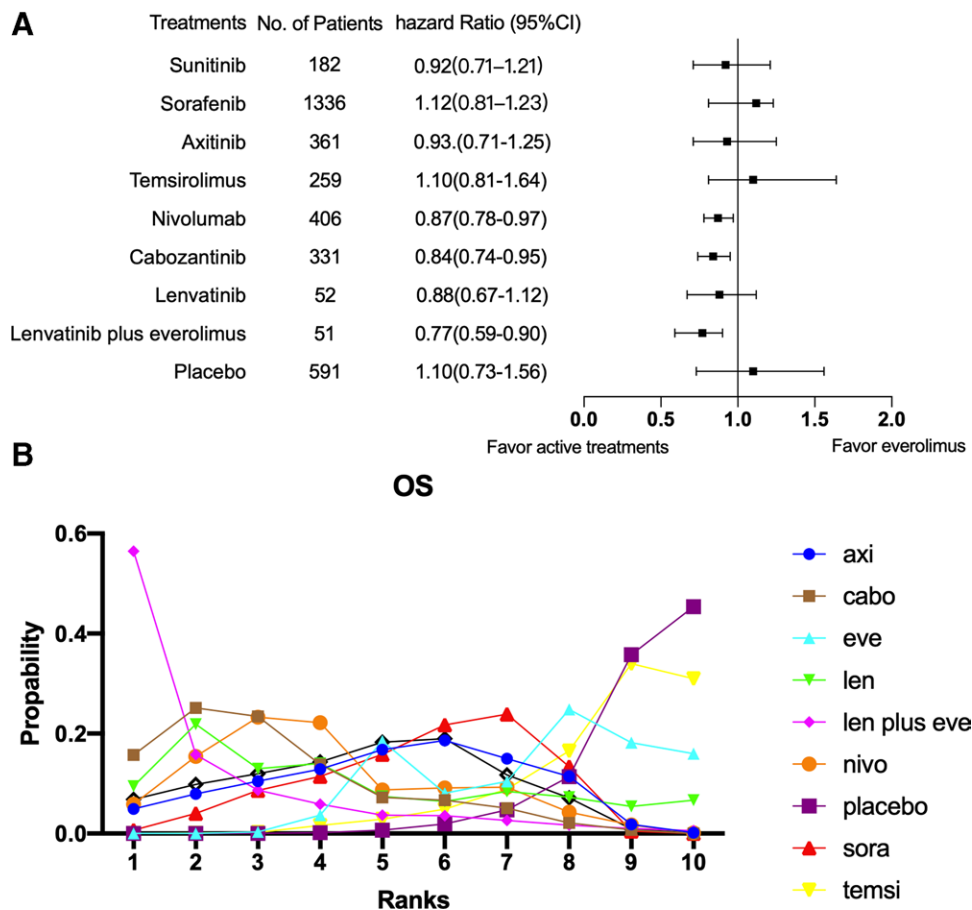 A
Treatments No. of Patients hazard Ratio (95%CI)
Sunitinib 182 0.92(0.71–1.21)
Sorafenib 1336 1.12(0.81–1.23)
Axitinib 361 0.93.(0.71-1.25)
Temsirolimus 259 1.10(0.81-1.64)
Nivolumab 406 0.87(0.78-0.97)
Cabozantinib 331 0.84(0.74-0.95)
Lenvatinib 52 0.88(0.67-1.12)
Lenvatinib plus everolimus 51 0.77(0.59-0.90)
Placebo 591 1.10(0.73-1.56)
0.0 0.5 1.0 1.5 2.0
Favor active treatments Favor everolimus
B
OS
Propability
0.6
0.4
0.2
0.0
1 2 3 4 5 6 7 8 9 10
Ranks
axi
cabo
eve
len
len plus eve
nivo
placebo
sora
temsi